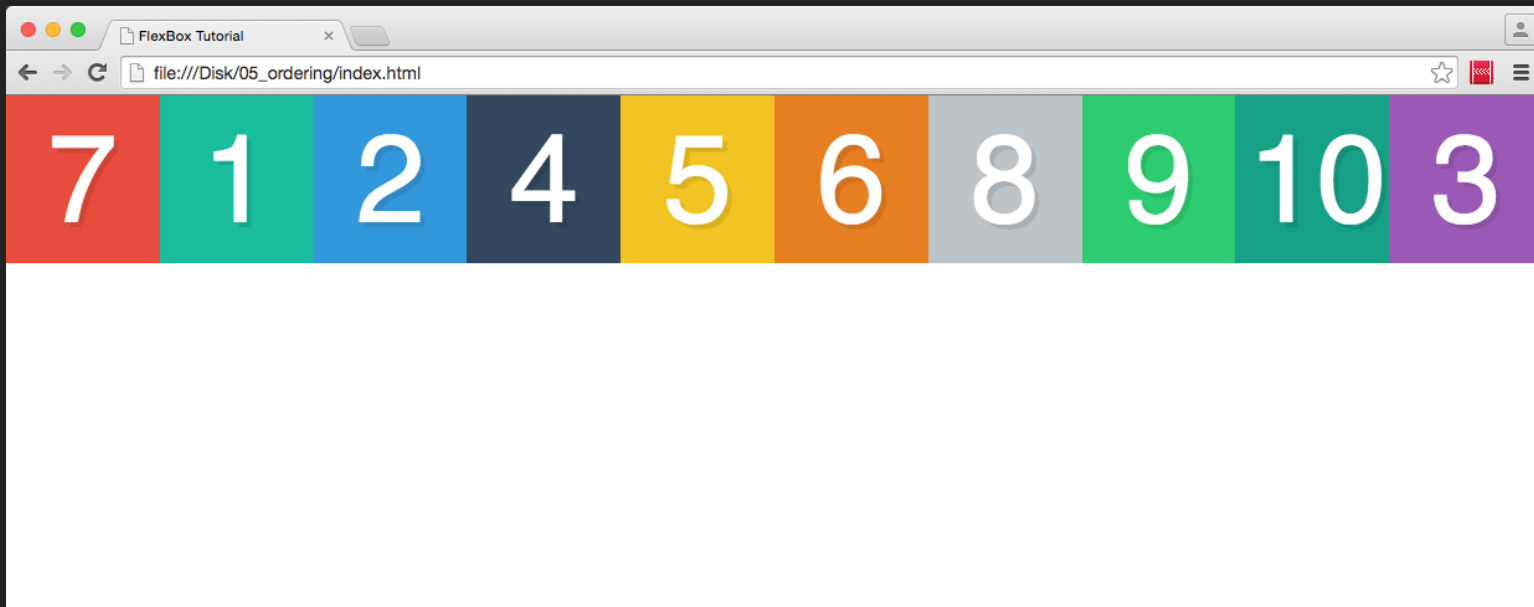 FlexBox Tutorial
file:///Disk/05_ordering/index.html
7 1 2 4 5 6 8 9 10 3